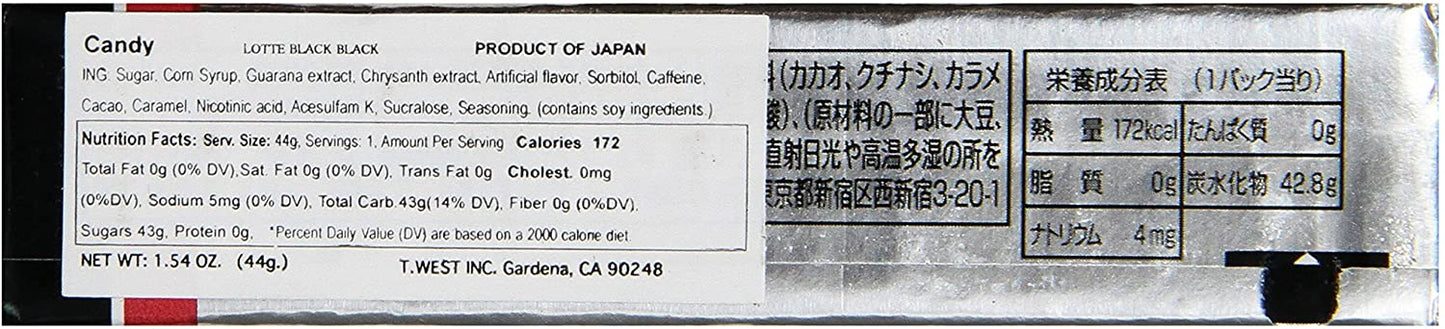 Candy LOTTE BLACK BLACK PRODUCT OF JAPAN
ING: Sugar, Corn Syrup, Guarana extract, Chrysanth extract, Artificial flavor, Sorbitol, Caffeine,
Cacao, Caramel, Nicotinic acid, Acesulfam K, Sucralose, Seasoning. (contains soy ingredients.)
Nutrition Facts: Serv. Size: 44g, Servings: 1, Amount Per Serving Calories 172
Total Fat 0g (0% DV), Sat. Fat 0g (0% DV), Trans Fat 0g Cholest. 0mg
(0%DV), Sodium 5mg (0% DV), Total Carb.43g(14% DV), Fiber 0g (0%DV),
Sugars 43g, Protein 0g, *Percent Daily Value (DV) are based on a 2000 calorie diet.
NET WT: 1.54 OZ. (44g.) T.WEST INC. Gardena, CA 90248
料(カカオ、クチナシ、カラメ
酸)、(原材料の一部に大豆、
直射日光や高温多湿の所を
東京都新宿区西新宿3-20-1
栄養成分表 (1パック当り)
熱量 172kcal たんぱく質 0g
脂質 0g 炭水化物 42.8g
ナトリウム 4mg